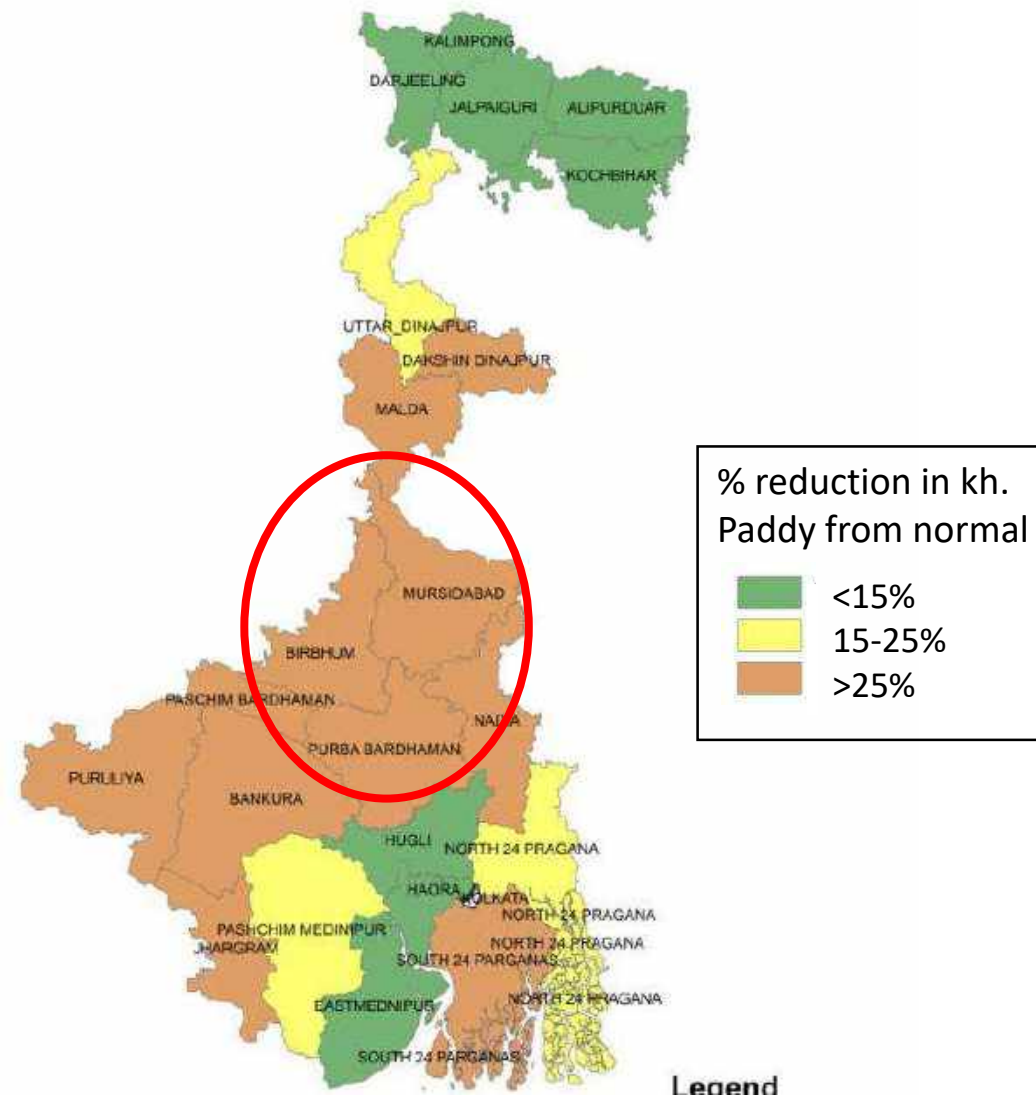 KALIMPONG
DARJEELING
JALPAIGURI
ALIPURDUAR
KOCHBIHAR
UTTAR_DINAJPUR
DAKSHIN DINAJPUR
MALDA
% reduction in kh.
Paddy from normal
<15%
15-25%
>25%
MURSIDABAD
BIRBHUM
PASCHIM BARDHAMAN
NADIA
PURBA BARDHAMAN
PURULIYA
BANKURA
HUGLI
NORTH 24 PRAGANA
HAORA
KOLKATA
NORTH 24 PRAGANA
PASHCHIM MEDINIPUR
JHARGRAM
NORTH 24 PRAGANA
SOUTH 24 PARGANAS
NORTH 24 PRAGANA
EASTMEDNIPUR
SOUTH 24 PARGANAS
Legend